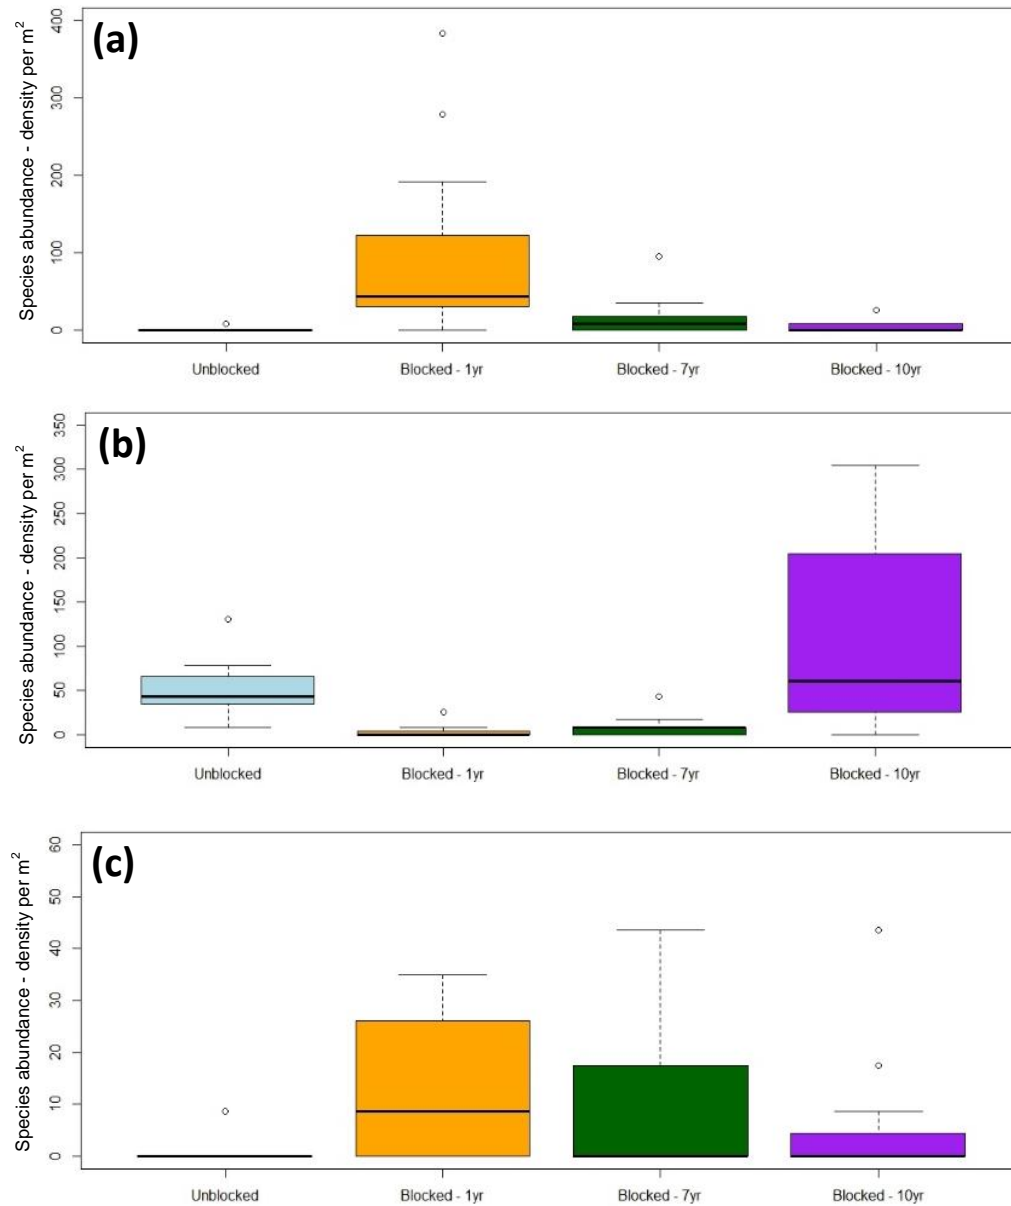 (a)
Species abundance - density per m²
400
300
200
100
0
Unblocked Blocked - 1yr Blocked - 7yr Blocked - 10yr
(b)
Species abundance - density per m²
350
300
250
200
150
100
50
0
Unblocked Blocked - 1yr Blocked - 7yr Blocked - 10yr
(c)
Species abundance - density per m²
60
50
40
30
20
10
0
Unblocked Blocked - 1yr Blocked - 7yr Blocked - 10yr